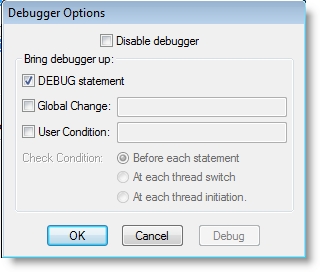 Debugger Options
Disable debugger
Bring debugger up:
DEBUG statement
Global Change:
User Condition:
Check Condition:
Before each statement
At each thread switch
At each thread initiation.
OK
Cancel
Debug